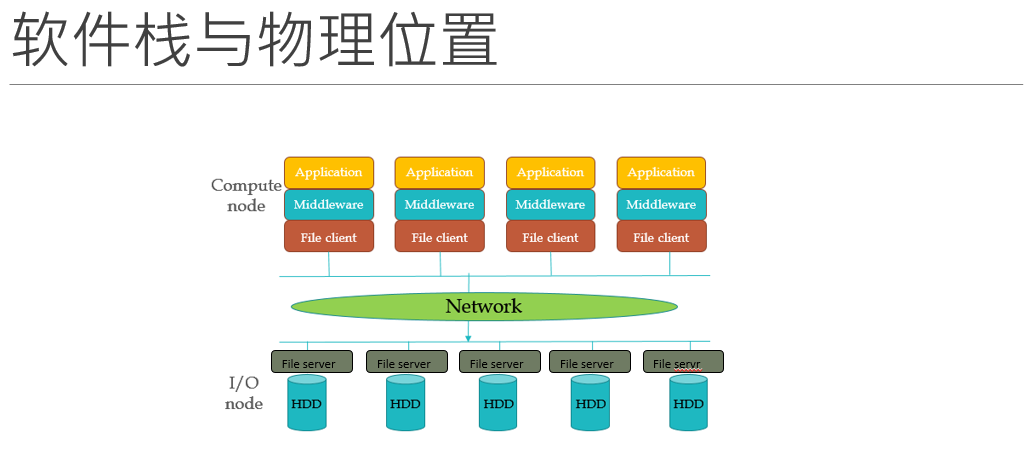 软件栈与物理位置
Application Application Application Application
Compute
node
Middleware Middleware Middleware Middleware
File client File client File client File client
Network
File server File server File server File server File servr
I/O
node
HDD HDD HDD HDD HDD